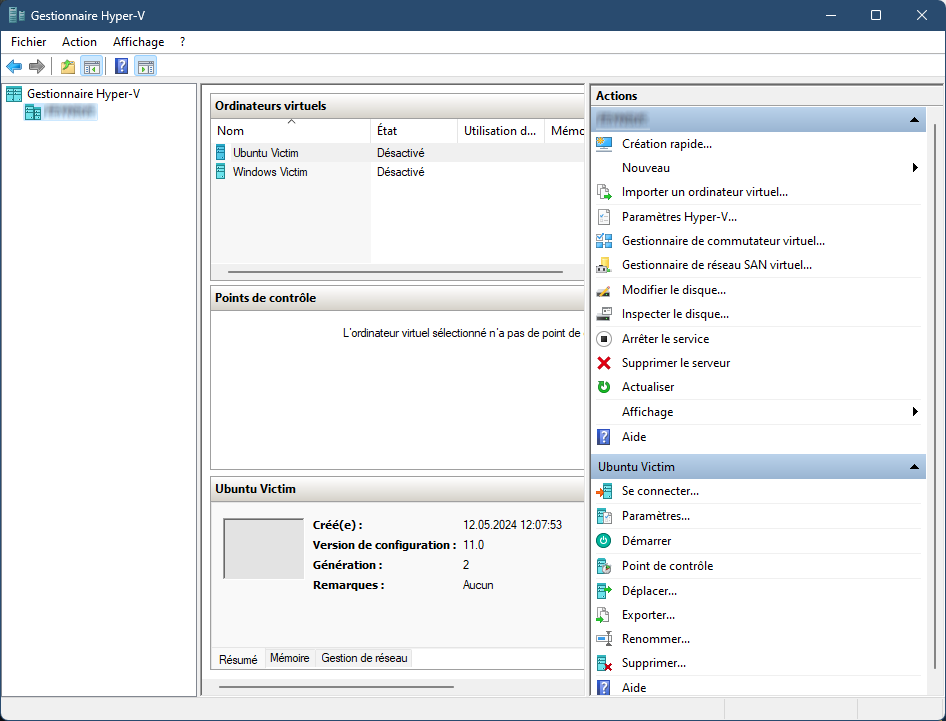 Gestionnaire Hyper-V
Fichier Action Affichage ?
Gestionnaire Hyper-V
Ordinateurs virtuels
Nom État Utilisation d... Mémo
Ubuntu Victim Désactivé
Windows Victim Désactivé
Points de contrôle
L'ordinateur virtuel sélectionné n'a pas de point de
Ubuntu Victim
Créé(e) : 12.05.2024 12:07:53
Version de configuration : 11.0
Génération : 2
Remarques : Aucun
Résumé Mémoire Gestion de réseau
Actions
Création rapide...
Nouveau
Importer un ordinateur virtuel...
Paramètres Hyper-V...
Gestionnaire de commutateur virtuel...
Gestionnaire de réseau SAN virtuel...
Modifier le disque...
Inspecter le disque...
Arrêter le service
Supprimer le serveur
Actualiser
Affichage
Aide
Ubuntu Victim
Se connecter...
Paramètres...
Démarrer
Point de contrôle
Déplacer...
Exporter...
Renommer...
Supprimer...
Aide